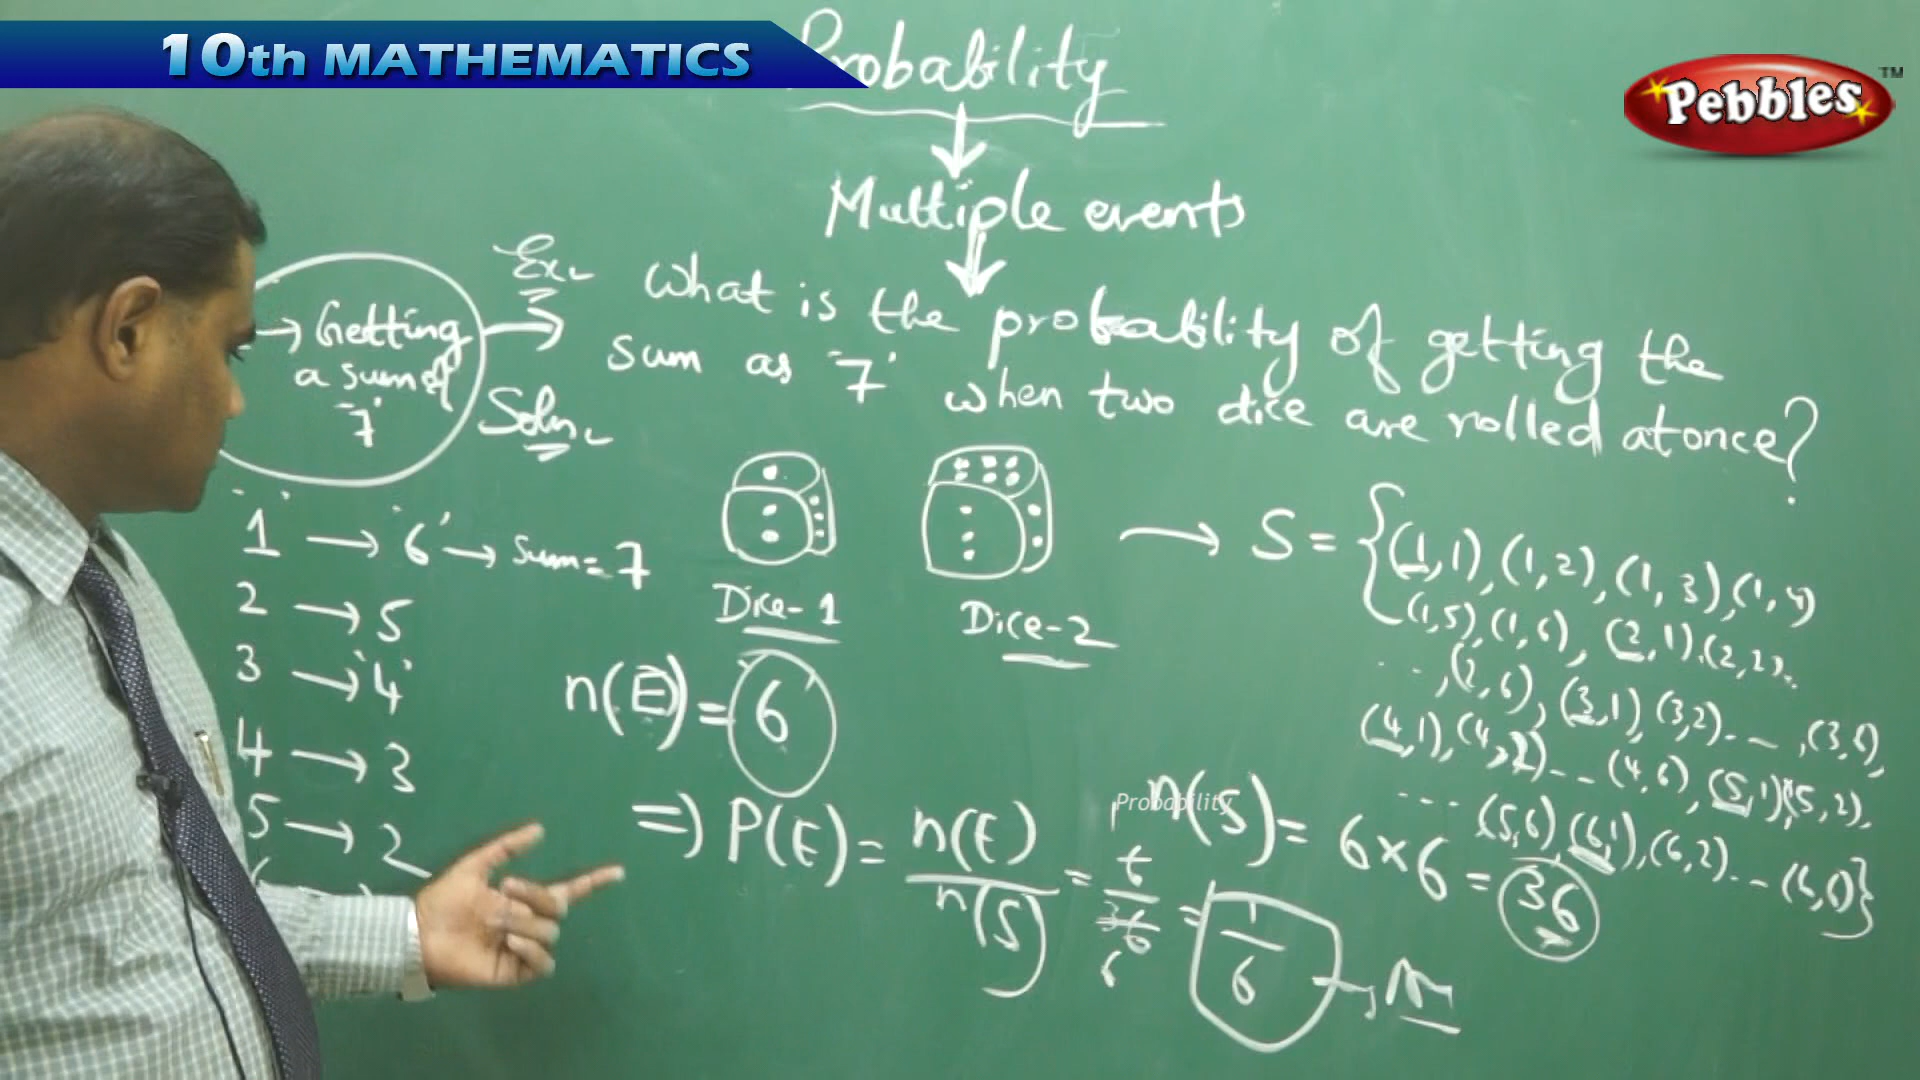 10th MATHEMATICS
Pebbles™
Probability
Multiple events
Ex
What is the probability of getting the
sum as '7' when two dice are rolled at once?
→ Getting
a sum of
'7'
Soln
'1' → '6' → sum = 7
2 → 5
3 → '4'
4 → 3
5 → 2
Dice-1
Dice-2
→ S = {(1,1), (1,2), (1,3), (1,4)
(1,5), (1,6), (2,1), (2,2)..
.., (2,6), (3,1), (3,2)..., (3,6),
(4,1), (4,2)... (4,6), (5,1) (5,2),
... (5,6), (6,1), (6,2)... (6,6)}
n(E) = 6
n(S) = 6×6 = 36
Probability
⇒ P(E) = n(E)/n(S) = 6/36 = 1/6